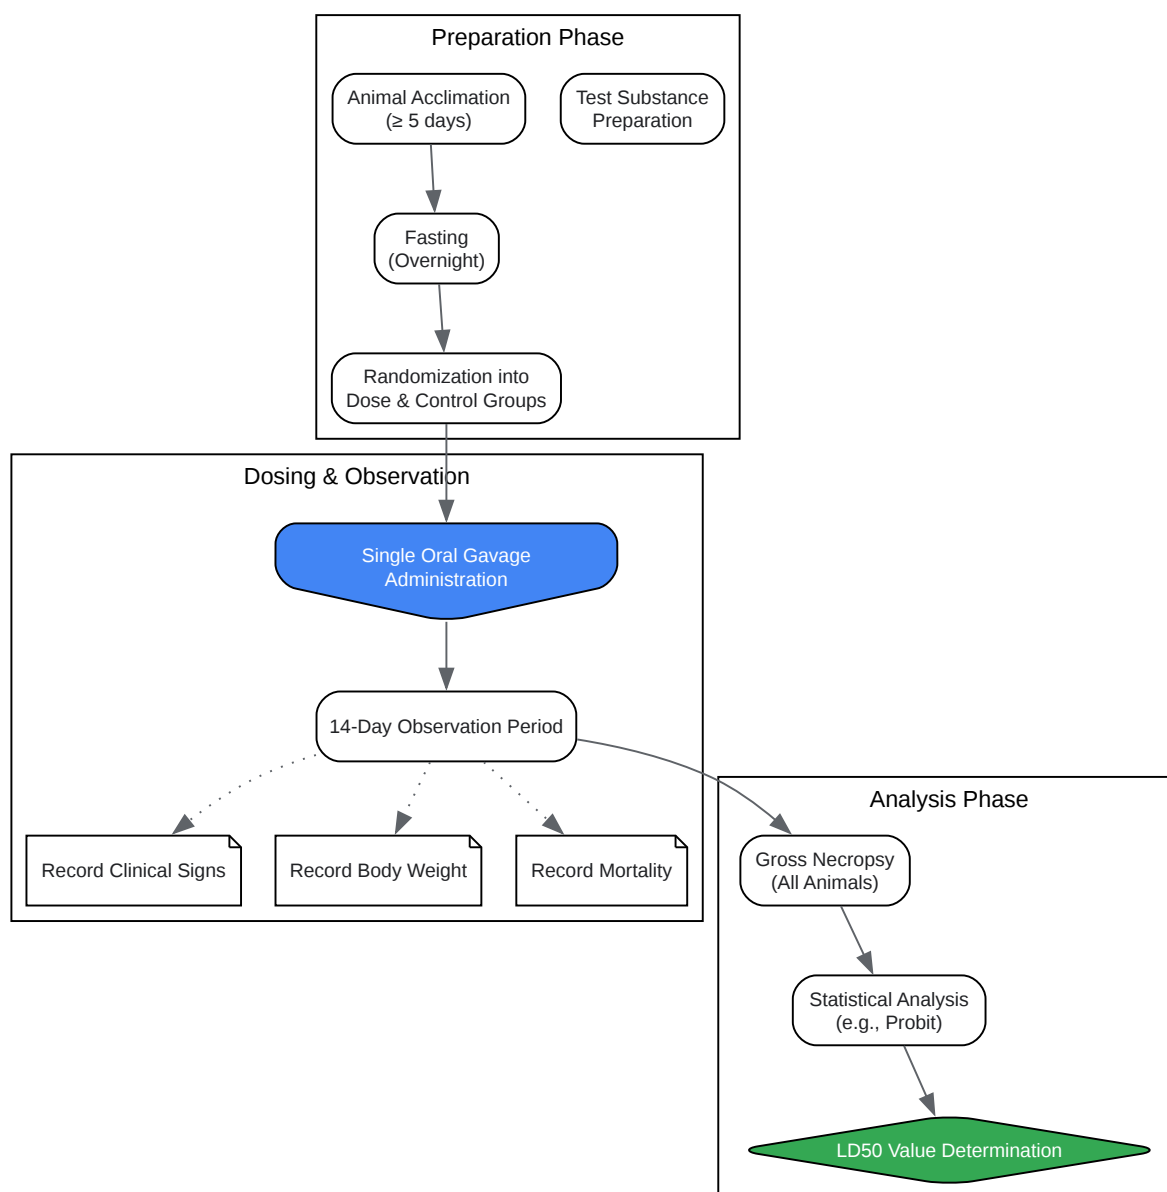 Preparation Phase
Animal Acclimation
(≥ 5 days)
Test Substance
Preparation
Fasting
(Overnight)
Randomization into
Dose & Control Groups
Dosing & Observation
Single Oral Gavage
Administration
14-Day Observation Period
Record Clinical Signs
Record Body Weight
Record Mortality
Analysis Phase
Gross Necropsy
(All Animals)
Statistical Analysis
(e.g., Probit)
LD50 Value Determination